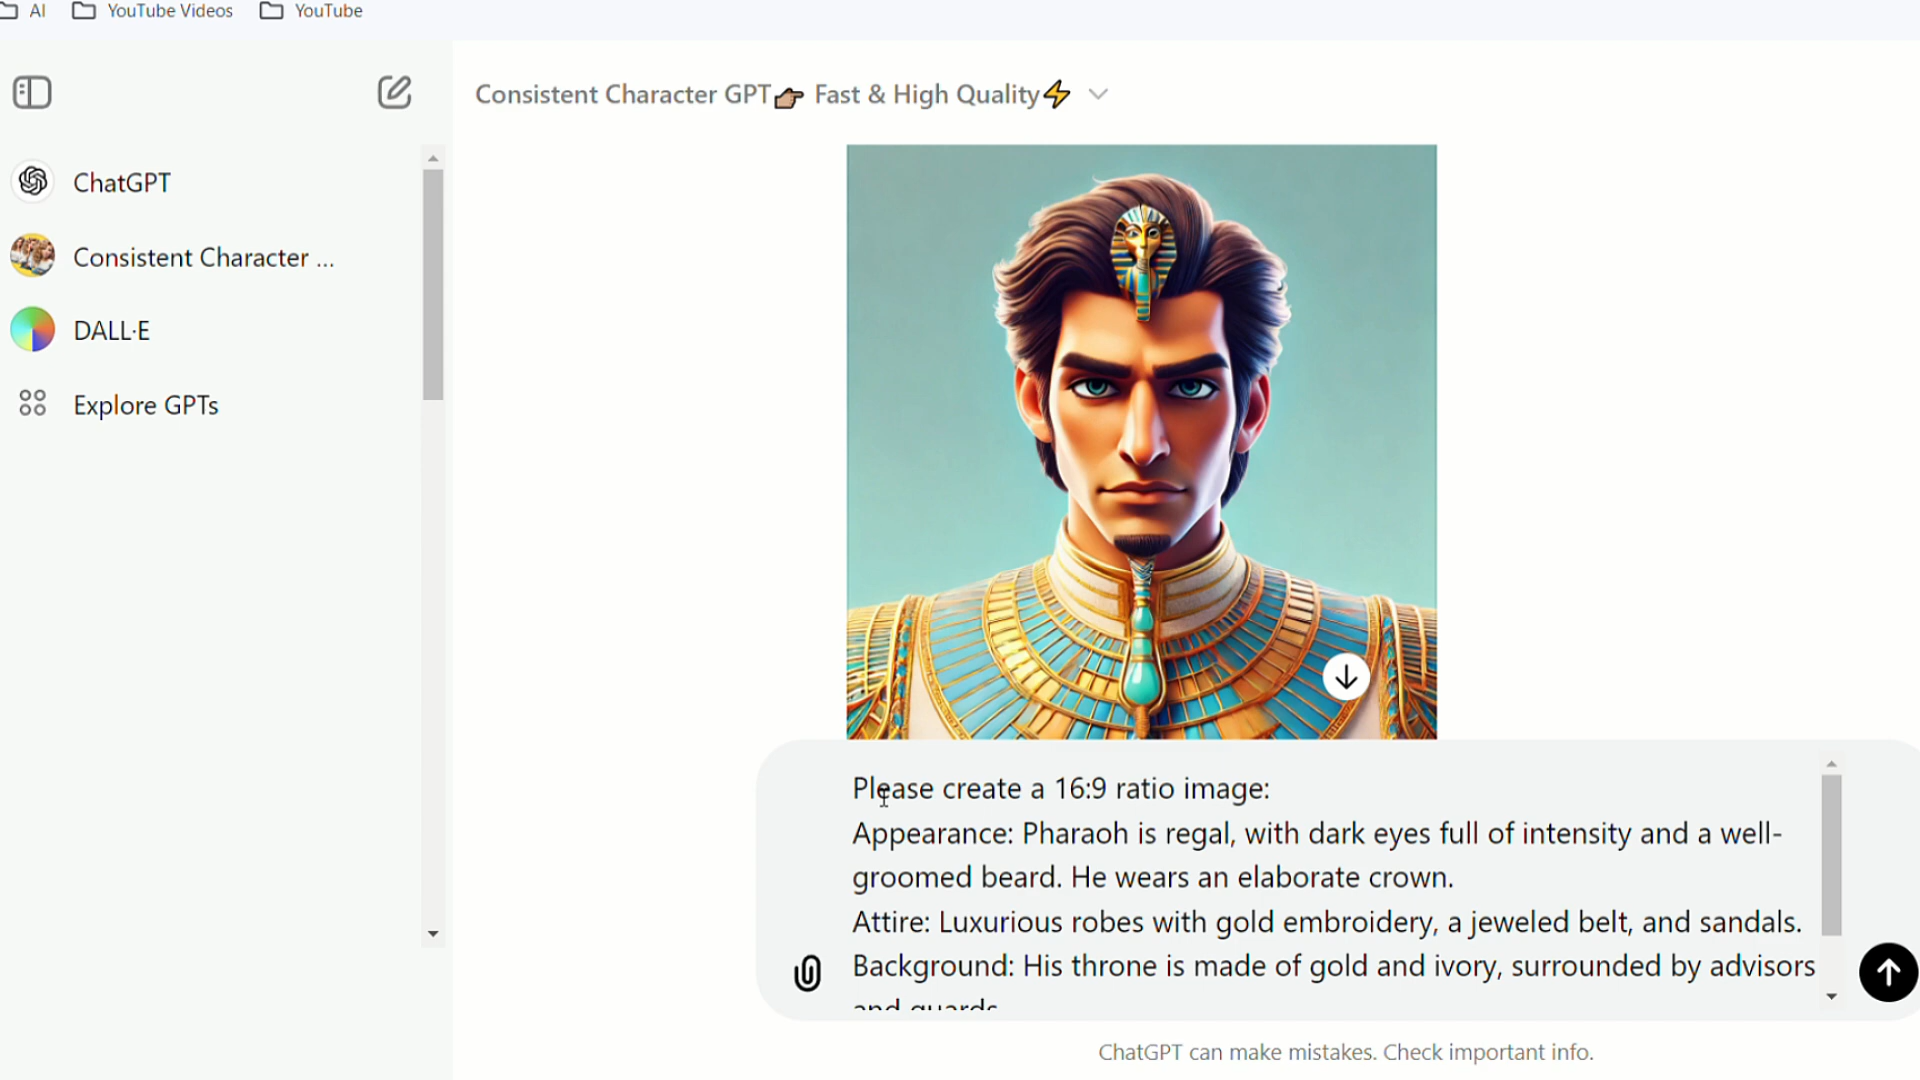 AI YouTube Videos YouTube
Consistent Character GPT👉 Fast & High Quality⚡
ChatGPT
Consistent Character ...
DALL·E
Explore GPTs
Please create a 16:9 ratio image:
Appearance: Pharaoh is regal, with dark eyes full of intensity and a well-
groomed beard. He wears an elaborate crown.
Attire: Luxurious robes with gold embroidery, a jeweled belt, and sandals.
Background: His throne is made of gold and ivory, surrounded by advisors
and guards
ChatGPT can make mistakes. Check important info.